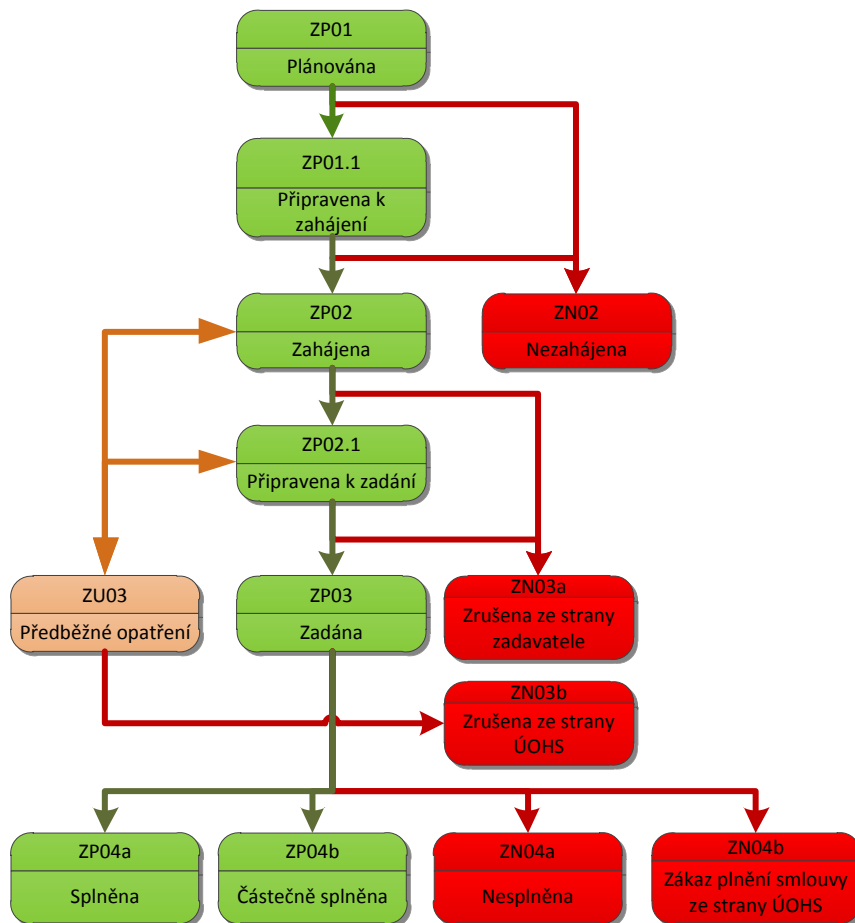 ZP01
Plánována
ZP01.1
Připravena k
zahájení
ZP02
Zahájena
ZN02
Nezahájena
ZP02.1
Připravena k zadání
ZU03
Předběžné opatření
ZP03
Zadána
ZN03a
Zrušena ze strany
zadavatele
ZN03b
Zrušena ze strany
ÚOHS
ZP04a
Splněna
ZP04b
Částečně splněna
ZN04a
Nesplněna
ZN04b
Zákaz plnění smlouvy
ze strany ÚOHS